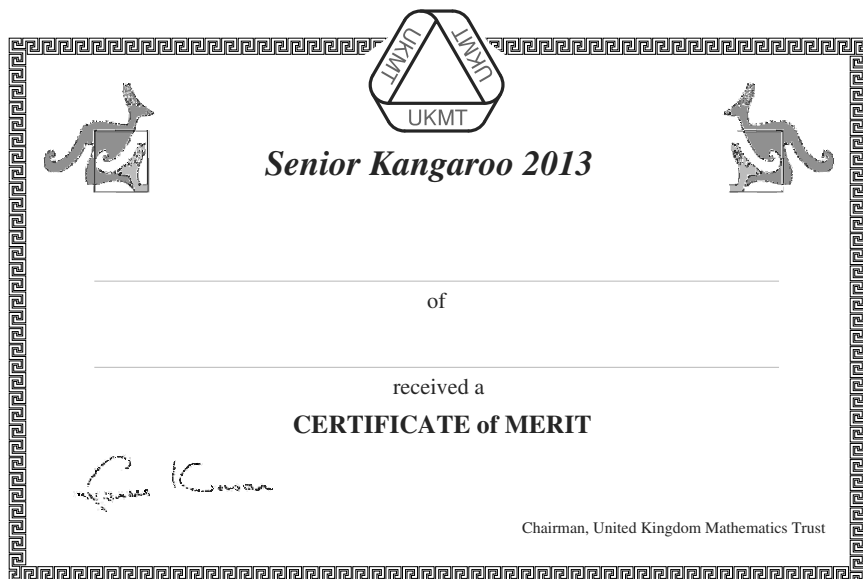 UKMT
UKMT
UKMT
Senior Kangaroo 2013
of
received a
CERTIFICATE of MERIT
Chairman, United Kingdom Mathematics Trust